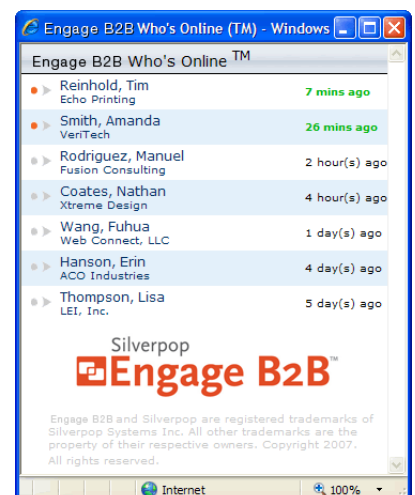 Engage B2B Who's Online (TM) - Windows
Engage B2B Who's Online TM
Reinhold, Tim
Echo Printing
7 mins ago
Smith, Amanda
VeriTech
26 mins ago
Rodriguez, Manuel
Fusion Consulting
2 hour(s) ago
Coates, Nathan
Xtreme Design
4 hour(s) ago
Wang, Fuhua
Web Connect, LLC
1 day(s) ago
Hanson, Erin
ACO Industries
4 day(s) ago
Thompson, Lisa
LEI, Inc.
5 day(s) ago
Silverpop
Engage B2B™
Engage B2B and Silverpop are registered trademarks of
Silverpop Systems Inc. All other trademarks are the
property of their respective owners. Copyright 2007.
All rights reserved.
Internet 100%